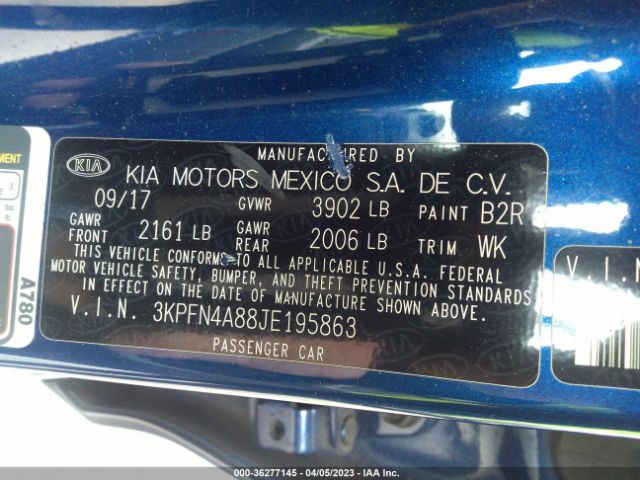 MENT
3
lbs.
A780
KIA
MANUFACTURED BY
KIA MOTORS MEXICO S.A. DE C.V.
09/17 GVWR 3902 LB PAINT B2R
GAWR FRONT 2161 LB GAWR REAR 2006 LB TRIM WK
THIS VEHICLE CONFORMS TO ALL APPLICABLE U.S.A. FEDERAL
MOTOR VEHICLE SAFETY, BUMPER, AND THEFT PREVENTION STANDARDS
IN EFFECT ON THE DATE OF MANUFACTURE SHOWN ABOVE.
V.I.N. 3KPFN4A88JE195863
PASSENGER CAR
V.I.N
000-36277145 - 04/05/2023 - IAA Inc.